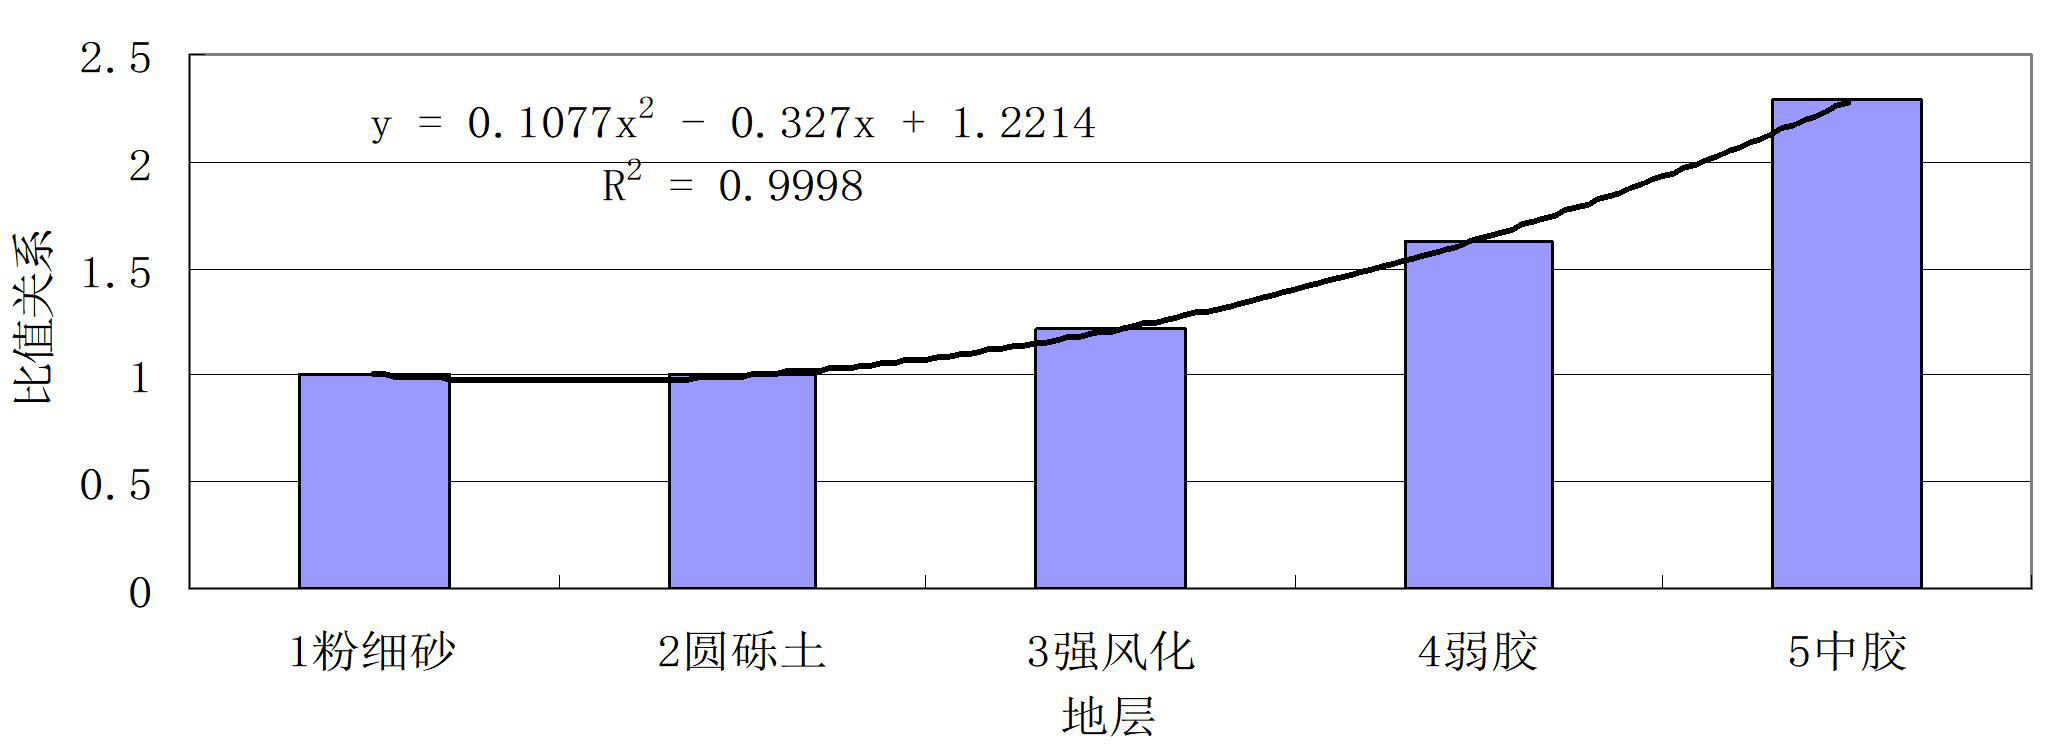 2.5
y = 0.1077x² - 0.327x + 1.2214
2
R² = 0.9998
1.5
比值关系
1
0.5
0
1粉细砂 2圆砾土 3强风化 4弱胶 5中胶
地层